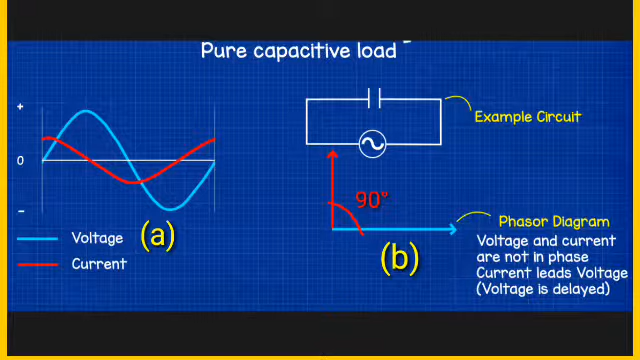 Pure capacitive load
+
0
−
Voltage
Current
(a)
Example Circuit
90°
(b)
Phasor Diagram
Voltage and current
are not in phase
Current leads Voltage
(Voltage is delayed)